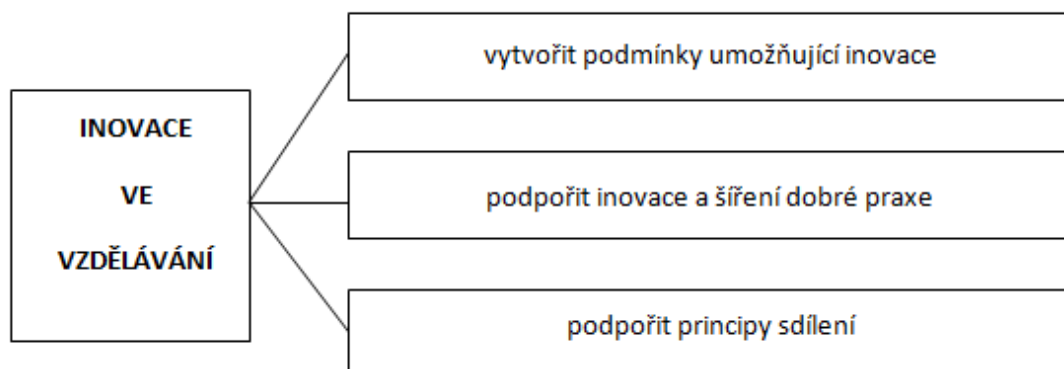 INOVACE
VE
VZDĚLÁVÁNÍ
vytvořit podmínky umožňující inovace
podpořit inovace a šíření dobré praxe
podpořit principy sdílení